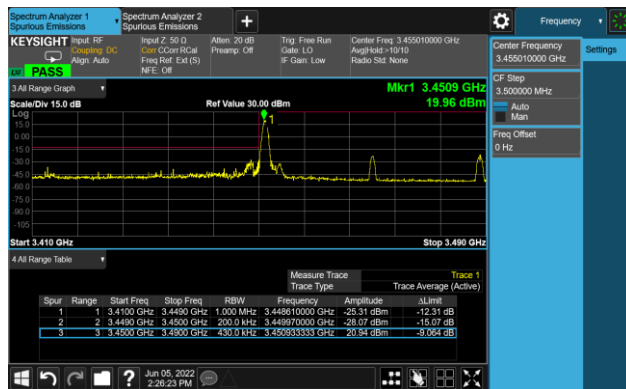 Spectrum Analyzer 1
Spurious Emissions
Spectrum Analyzer 2
Spurious Emissions
+
Frequency
KEYSIGHT
Input: RF
Coupling: DC
Align: Auto
Input Z: 50 Ω
Corr CCorr RCal
Freq Ref: Ext (S)
NFE: Off
Atten: 20 dB
Preamp: Off
Trig: Free Run
Gate: LO
IF Gain: Low
Center Freq: 3.455010000 GHz
Avg|Hold:>10/10
Radio Std: None
PASS
Center Frequency
3.455010000 GHz
Settings
CF Step
3.500000 MHz
Auto
Man
Freq Offset
0 Hz
3 All Range Graph
Mkr1 3.4509 GHz
Scale/Div 15.0 dB
Ref Value 30.00 dBm
19.96 dBm
Log
1
15.0
0.00
-15.0
-30.0
-45.0
-60.0
-75.0
-90.0
-105
Start 3.410 GHz
Stop 3.490 GHz
4 All Range Table
Measure Trace Trace 1
Trace Type Trace Average (Active)
Spur Range Start Freq Stop Freq RBW Frequency Amplitude ΔLimit
1 1 3.4100 GHz 3.4490 GHz 1.000 MHz 3.448610000 GHz -25.31 dBm -12.31 dB
2 2 3.4490 GHz 3.4500 GHz 200.0 kHz 3.449970000 GHz -28.07 dBm -15.07 dB
3 3 3.4500 GHz 3.4900 GHz 430.0 kHz 3.450933333 GHz 20.94 dBm -9.064 dB
?
Jun 05, 2022
2:26:23 PM